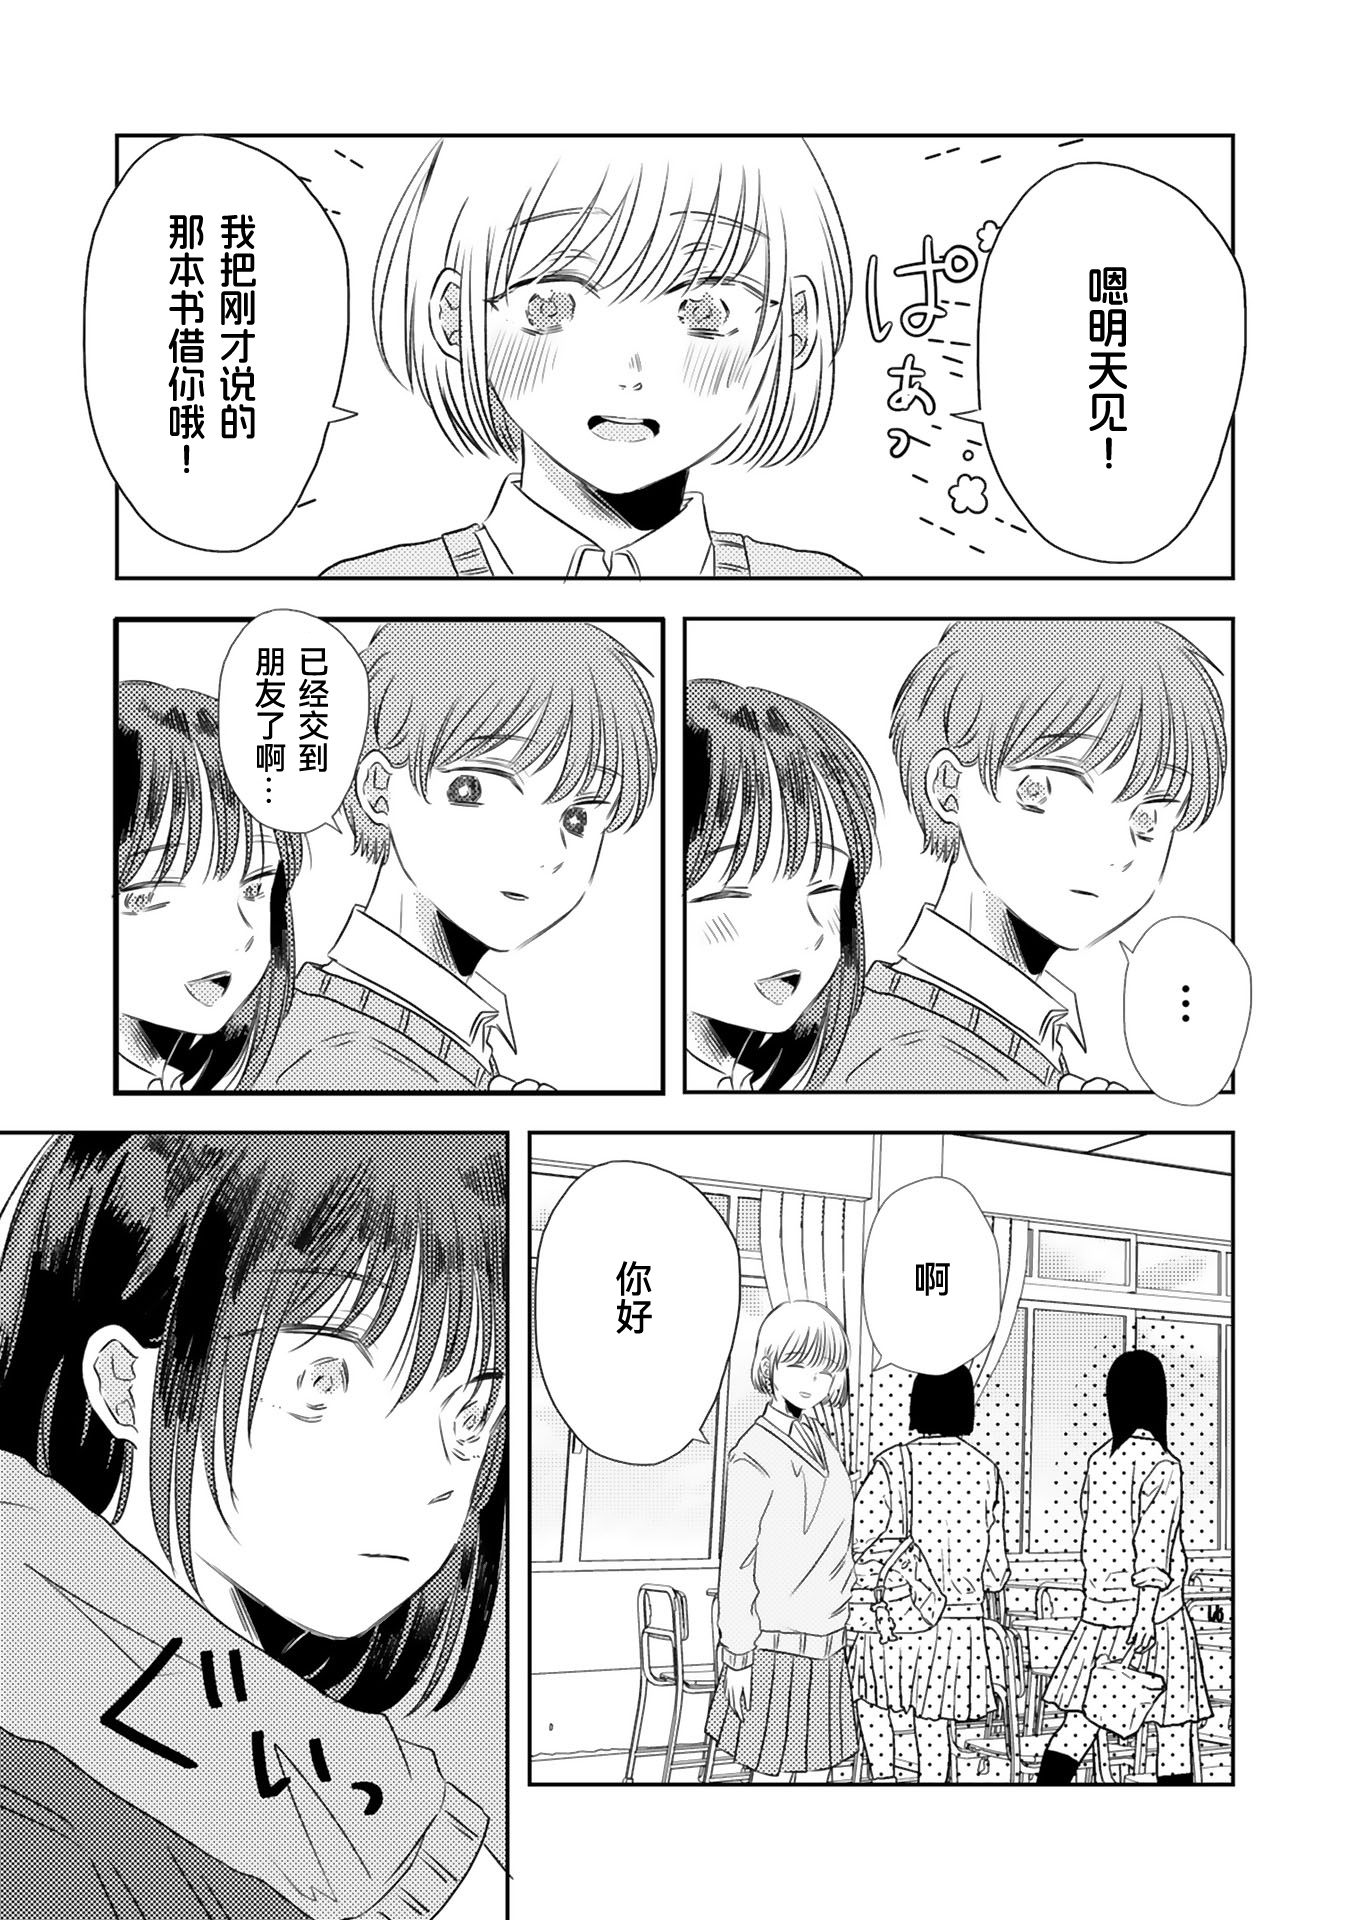 嗯明天见！
ぱぁっ
我把刚才说的
那本书借你哦！
…
已经交到
朋友了啊…
啊
你好
ぐいっ